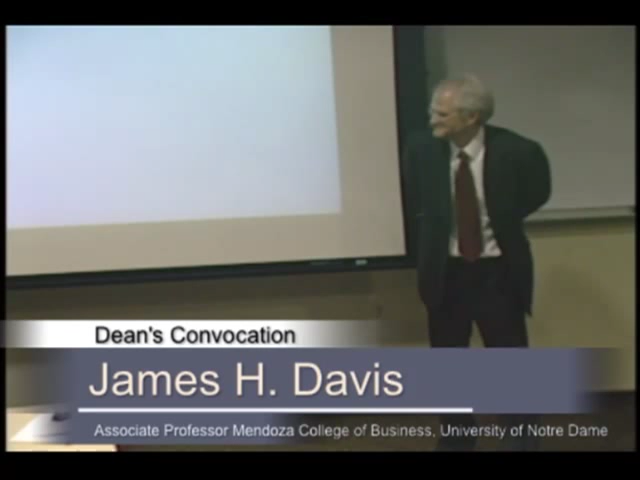 Dean's Convocation
James H. Davis
Associate Professor Mendoza College of Business, University of Notre Dame